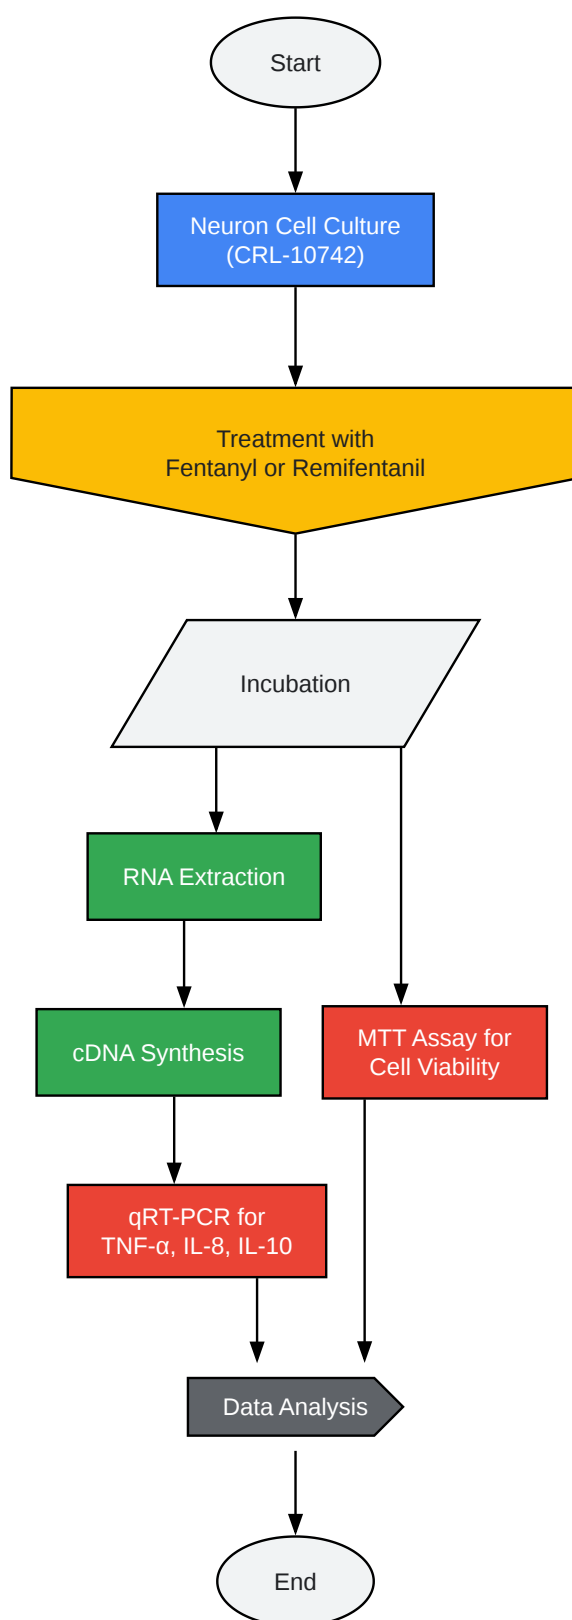 Start
Neuron Cell Culture
(CRL-10742)
Treatment with
Fentanyl or Remifentanil
Incubation
RNA Extraction
cDNA Synthesis
MTT Assay for
Cell Viability
qRT-PCR for
TNF-α, IL-8, IL-10
Data Analysis
End